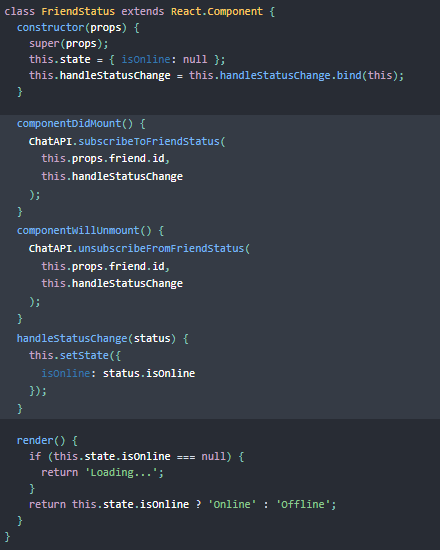 class FriendStatus extends React.Component {
  constructor(props) {
    super(props);
    this.state = { isOnline: null };
    this.handleStatusChange = this.handleStatusChange.bind(this);
  }

  componentDidMount() {
    ChatAPI.subscribeToFriendStatus(
      this.props.friend.id,
      this.handleStatusChange
    );
  }
  componentWillUnmount() {
    ChatAPI.unsubscribeFromFriendStatus(
      this.props.friend.id,
      this.handleStatusChange
    );
  }
  handleStatusChange(status) {
    this.setState({
      isOnline: status.isOnline
    });
  }

  render() {
    if (this.state.isOnline === null) {
      return 'Loading...';
    }
    return this.state.isOnline ? 'Online' : 'Offline';
  }
}